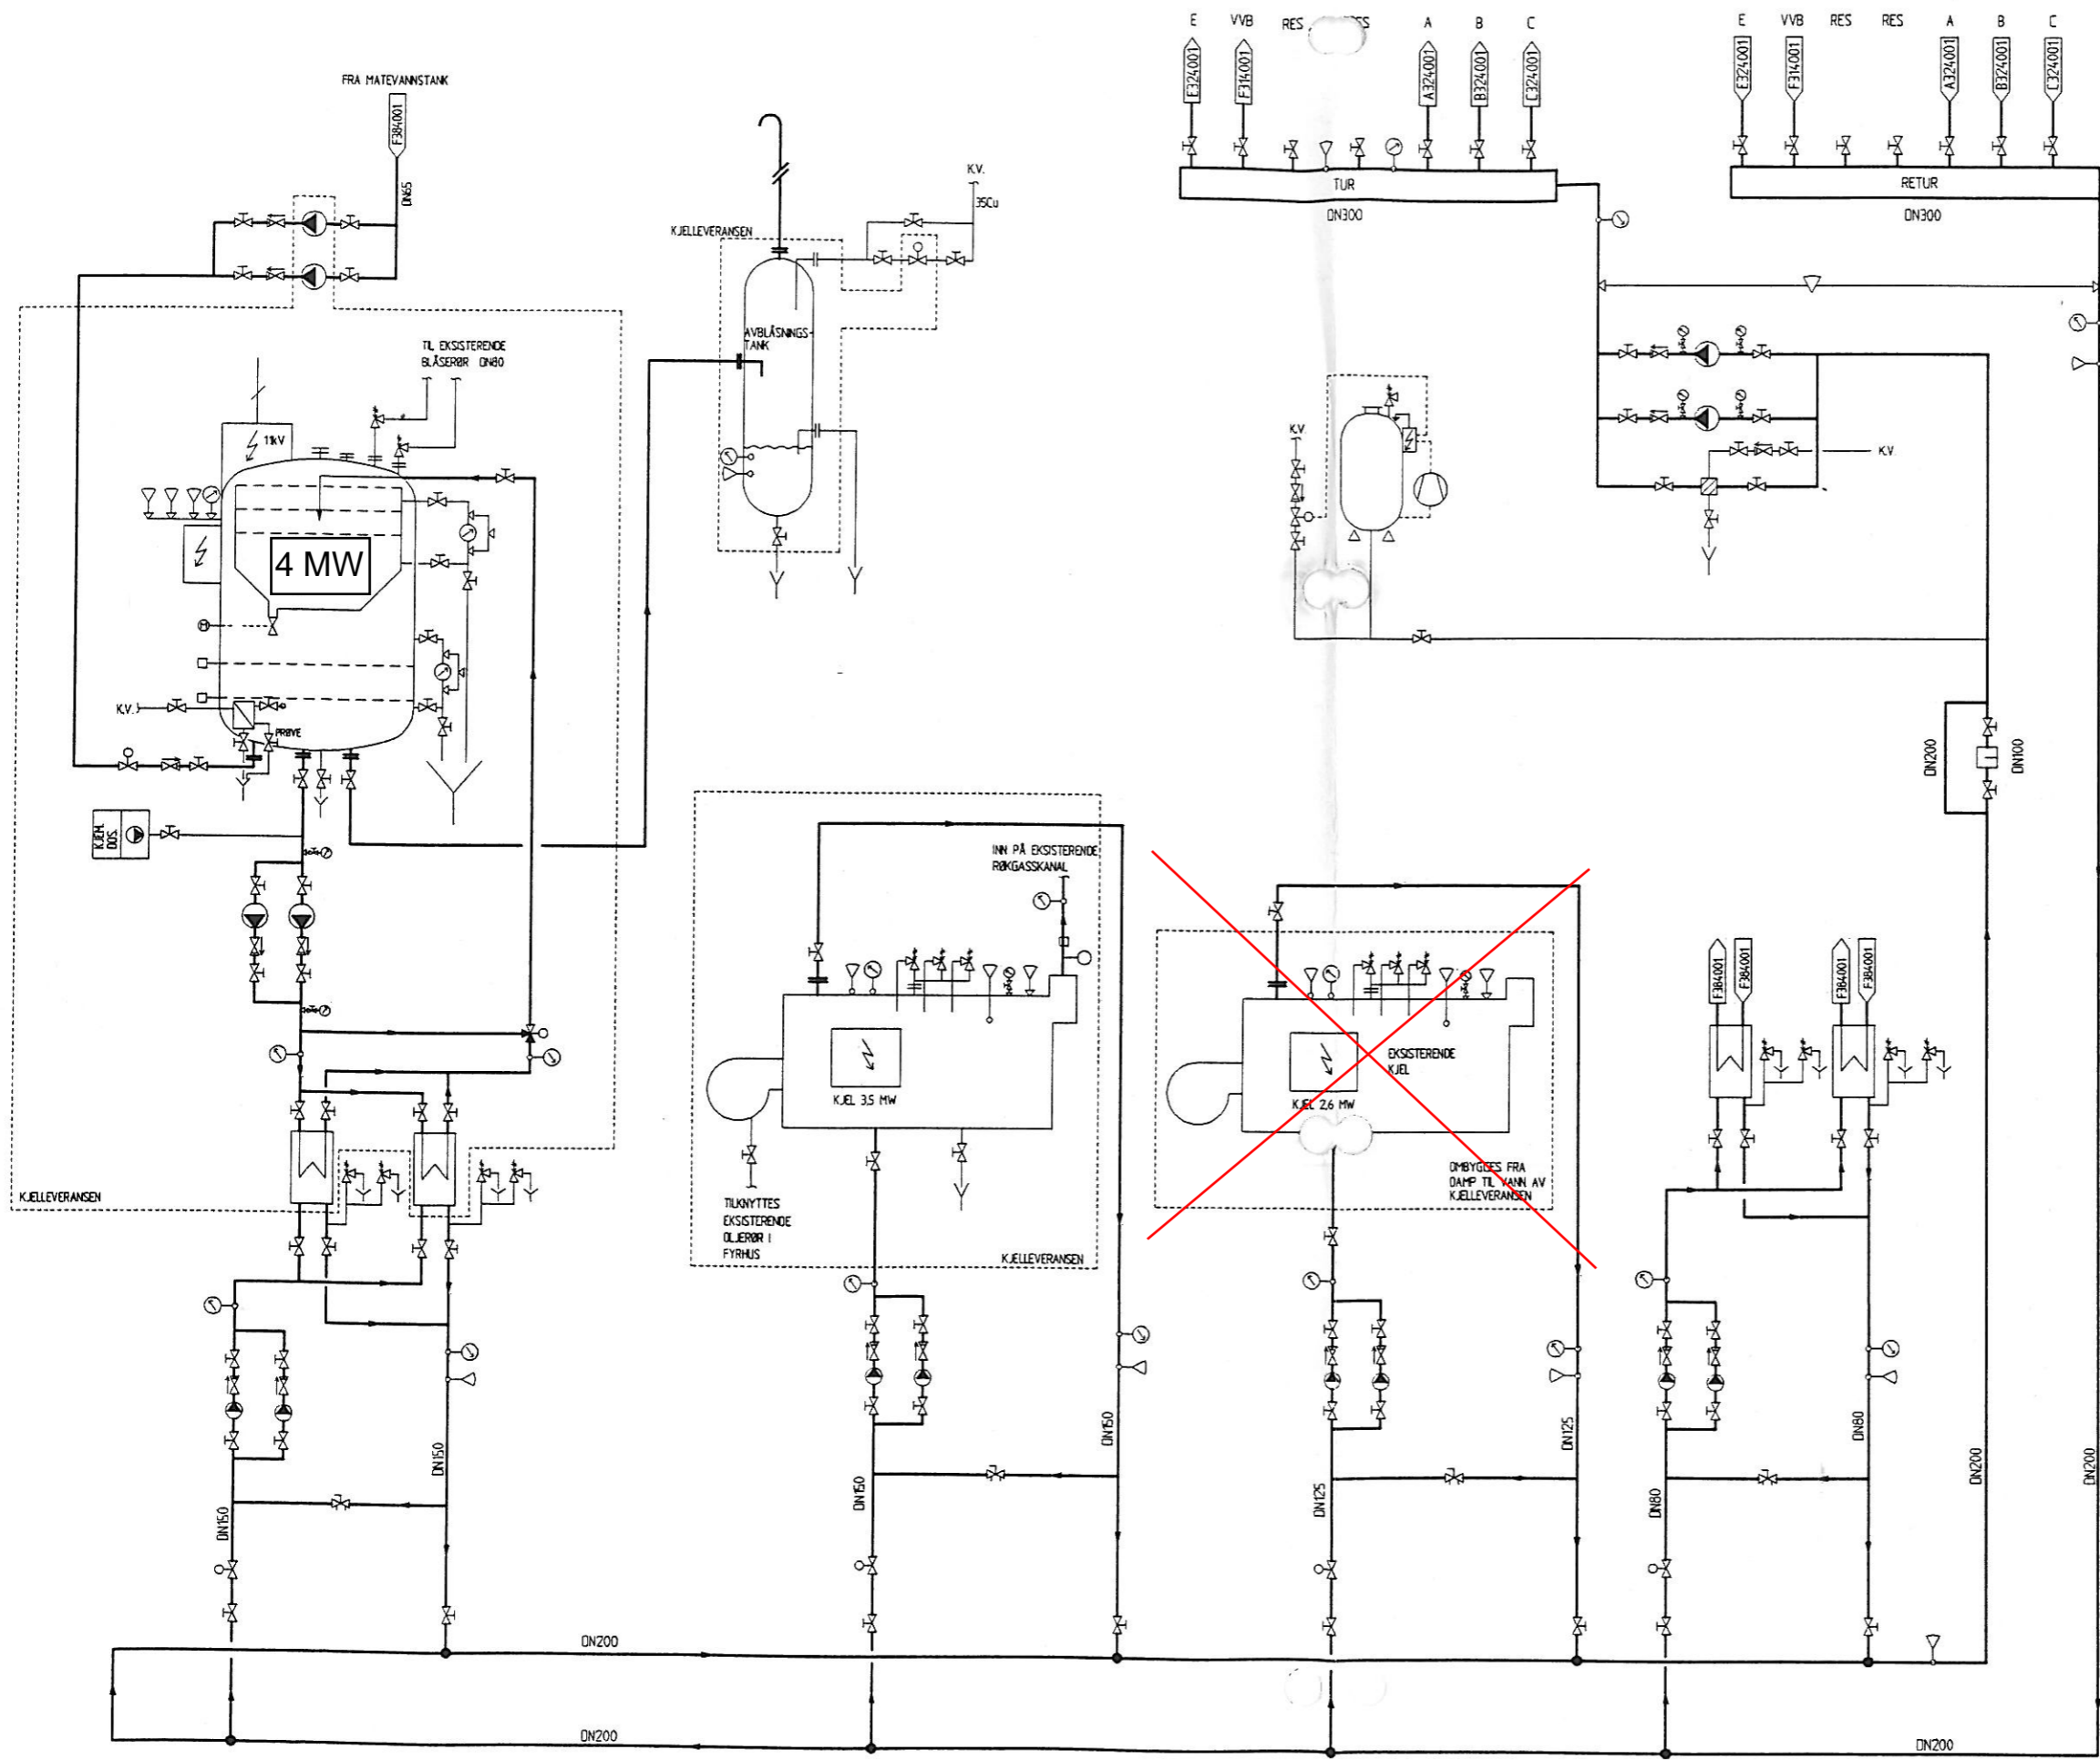 E VVB RES RES A B C
E324001
F314001
A324001
B324001
C324001
TUR
DN300
E VVB RES RES A B C
E324001
F314001
A324001
B324001
C324001
RETUR
DN300
FRA MATEVANNSTANK
F384001
DN65
K.V.
35Cu
KJELLEVERANSEN
AVBLÅSNINGS-
TANK
TIL EKSISTERENDE
BLÅSERØR DN80
11kV
4 MW
K.V.
PRØVE
KJEM.
DOS.
KJELLEVERANSEN
K.V.
K.V
DN200
DN100
INN PÅ EKSISTERENDE
RØKGASSKANAL
KJEL 3,5 MW
TILKNYTTES
EKSISTERENDE
OLJERØR I
FYRHUS
KJELLEVERANSEN
EKSISTERENDE
KJEL
KJEL 2,6 MW
OMBYGGES FRA
DAMP TIL VANN AV
KJELLEVERANSEN
F384001
F384001
F384001
F384001
DN150
DN150
DN150
DN150
DN125
DN125
DN80
DN80
DN200
DN200
DN200
DN200
DN200